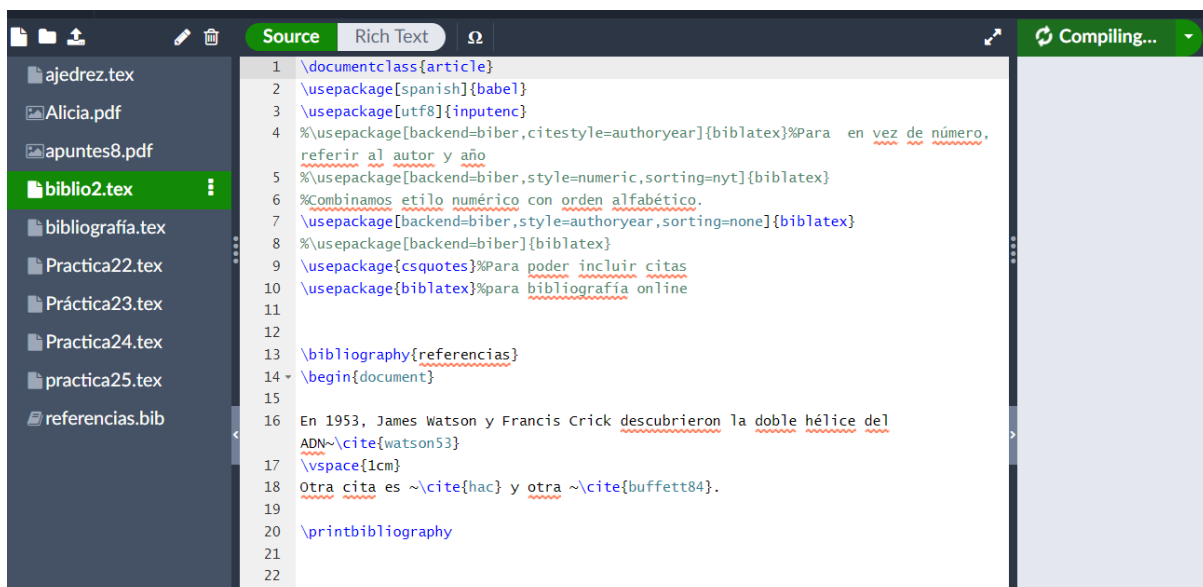 Source Rich Text Ω Compiling...
ajedrez.tex
Alicia.pdf
apuntes8.pdf
biblio2.tex
bibliografía.tex
Practica22.tex
Práctica23.tex
Practica24.tex
practica25.tex
referencias.bib
1 \documentclass{article}
2 \usepackage[spanish]{babel}
3 \usepackage[utf8]{inputenc}
4 %\usepackage[backend=biber,citestyle=authoryear]{biblatex}%Para en vez de número,
referir al autor y año
5 %\usepackage[backend=biber,style=numeric,sorting=nyt]{biblatex}
6 %Combinamos etilo numérico con orden alfabético.
7 \usepackage[backend=biber,style=authoryear,sorting=none]{biblatex}
8 %\usepackage[backend=biber]{biblatex}
9 \usepackage{csquotes}%Para poder incluir citas
10 \usepackage{biblatex}%para bibliografía online
11
12
13 \bibliography{referencias}
14 \begin{document}
15
16 En 1953, James Watson y Francis Crick descubrieron la doble hélice del
ADN~\cite{watson53}
17 \vspace{1cm}
18 Otra cita es ~\cite{hac} y otra ~\cite{buffett84}.
19
20 \printbibliography
21
22